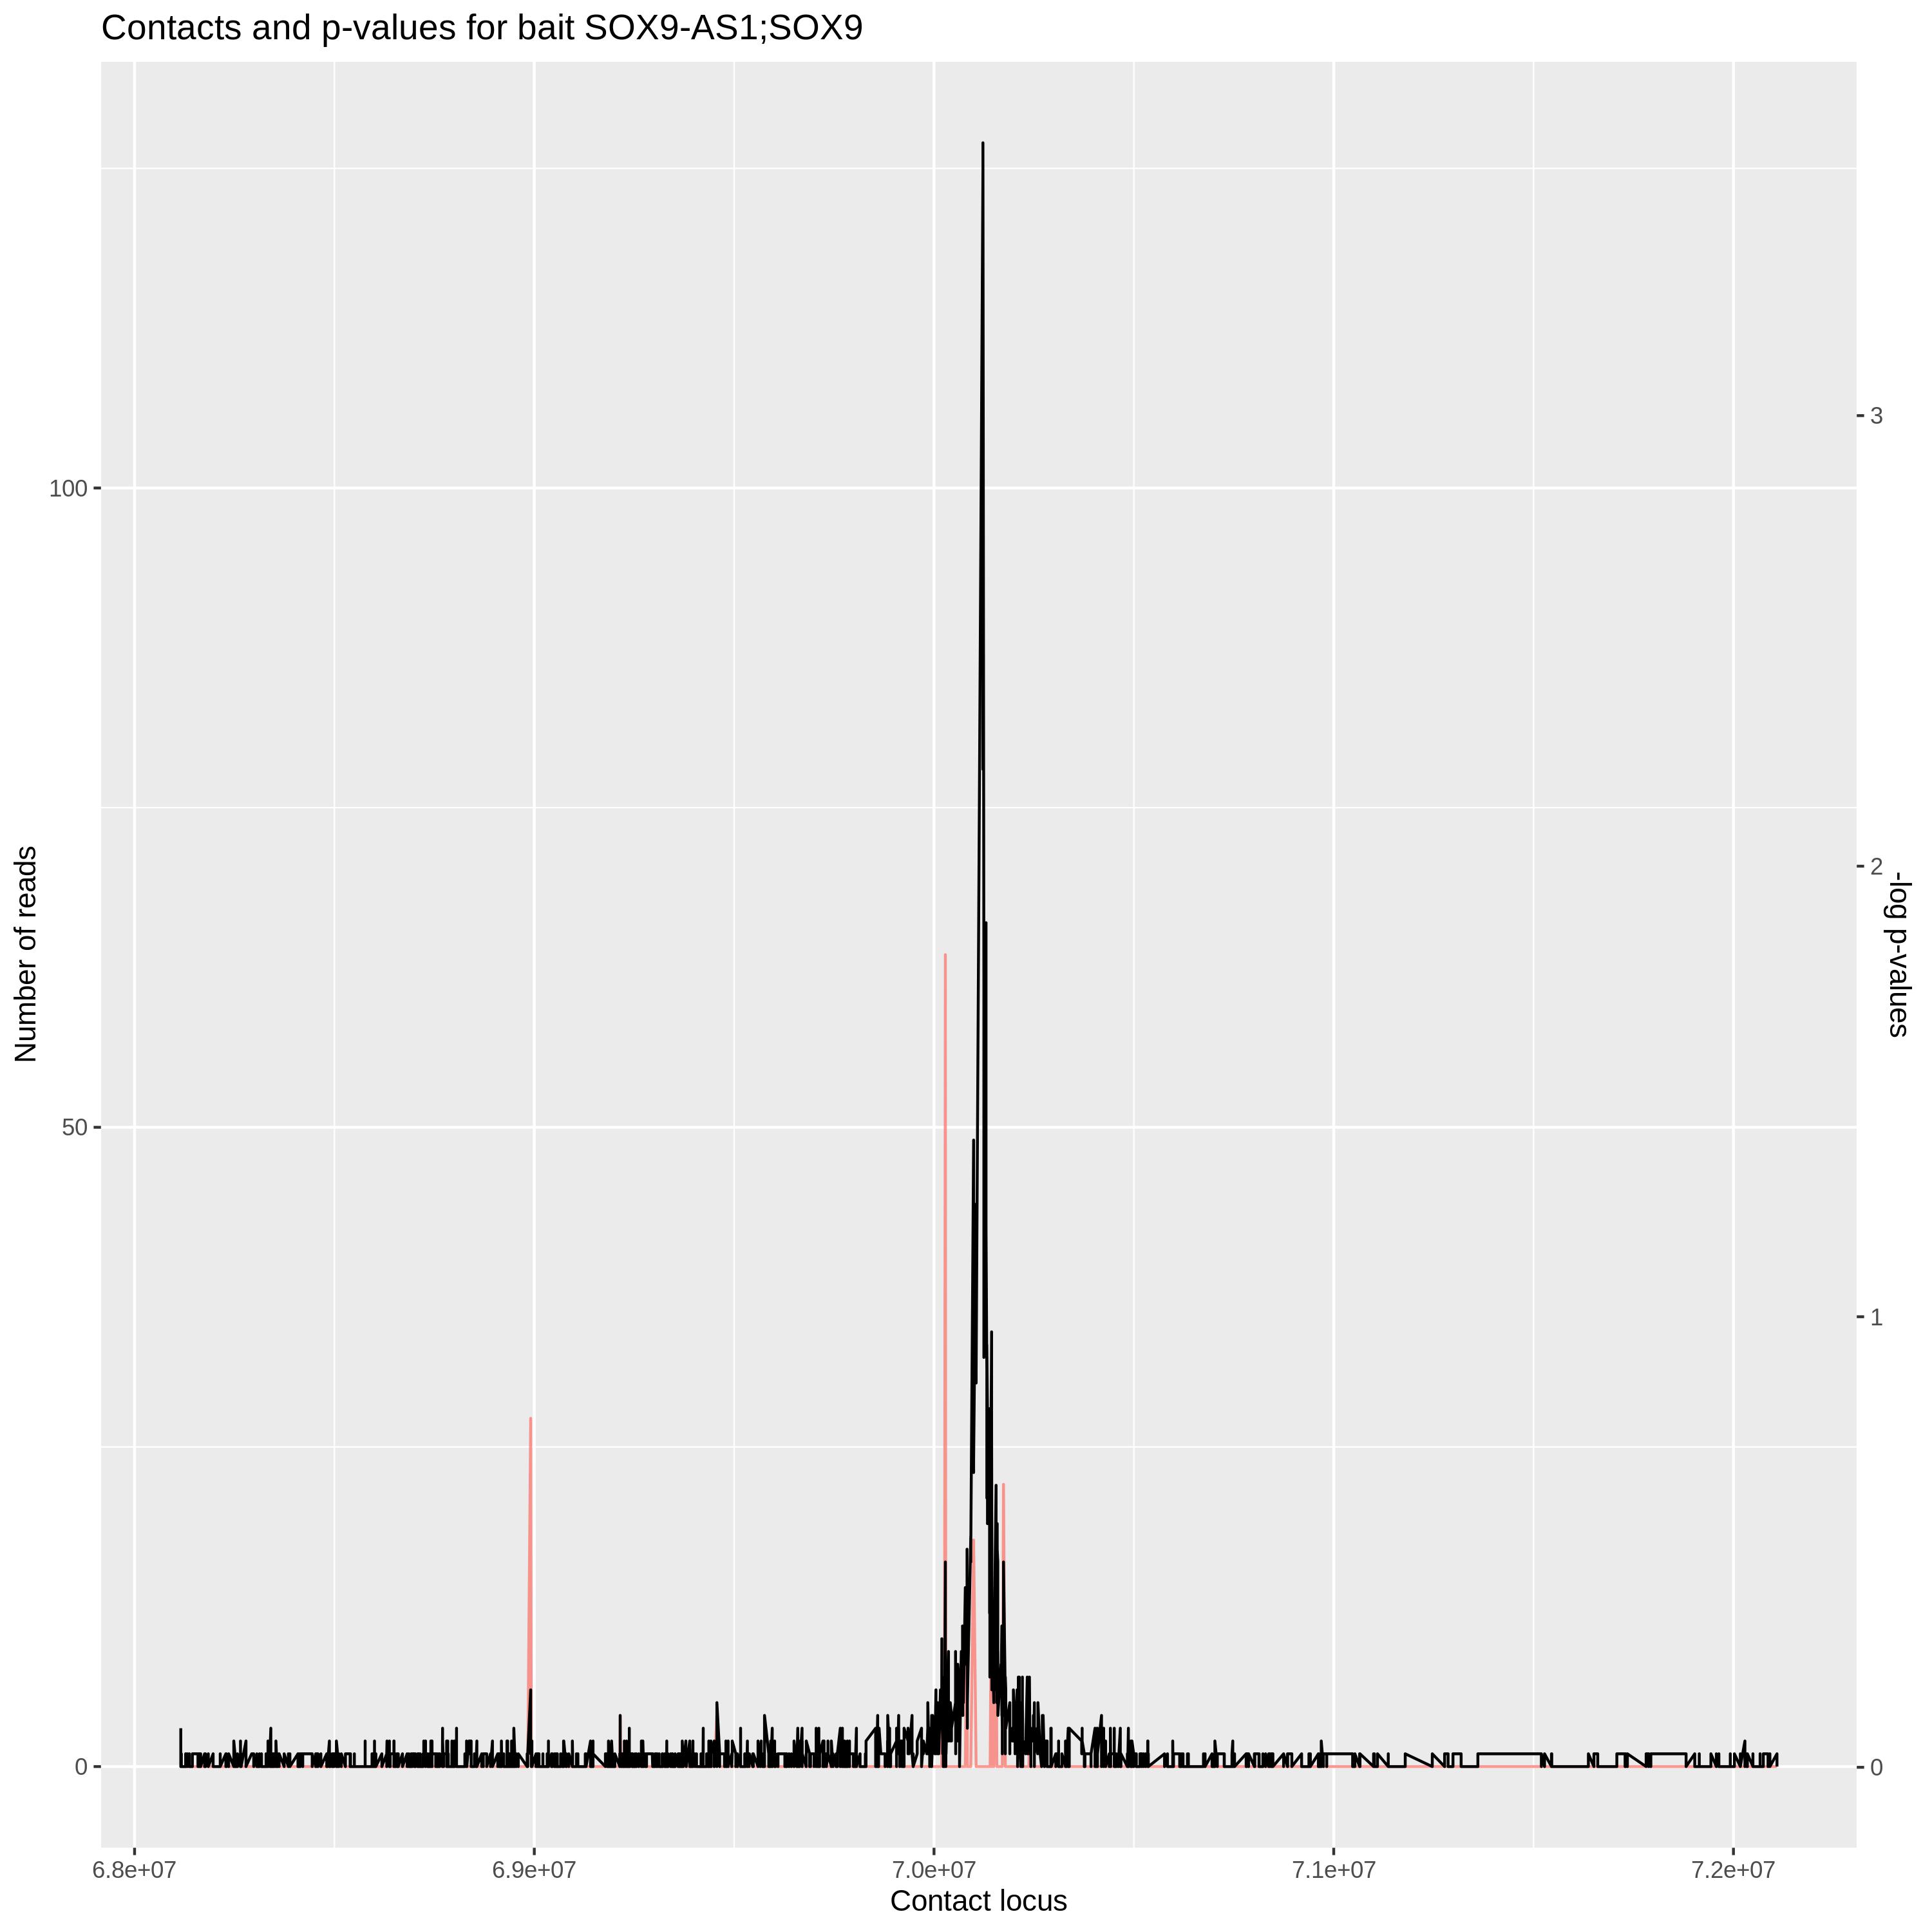 Contacts and p-values for bait SOX9-AS1;SOX9
Number of reads
100
50
0
3
2
1
0
-log p-values
6.8e+07 6.9e+07 7.0e+07 7.1e+07 7.2e+07
Contact locus